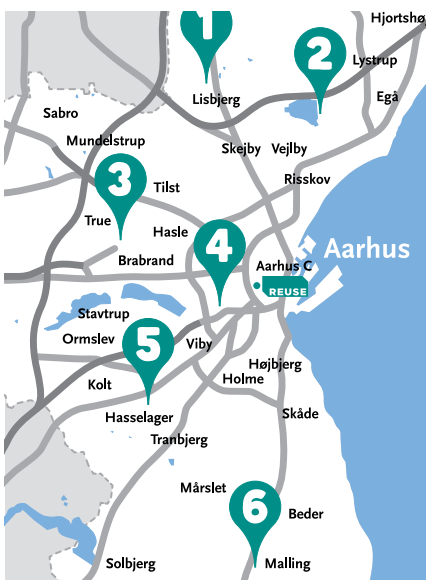 Hjortshø
1
2
Lystrup
Lisbjerg
Egå
Sabro
Mundelstrup
Skejby
Vejlby
3
Tilst
Risskov
True
Hasle
4
Aarhus
Brabrand
Aarhus C
REUSE
Stavtrup
Ormslev
5
Viby
Kolt
Højbjerg
Holme
Hasselager
Skåde
Tranbjerg
Mårslet
6
Beder
Solbjerg
Malling